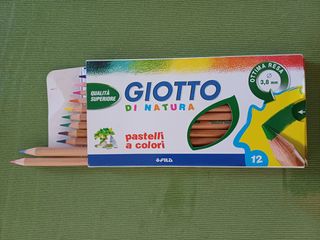 QUALITÀ
SUPERIORE
GIOTTO
DI NATURA
pastelli
a colori
FILA
OTTIMA RESA
3,8 mm
12